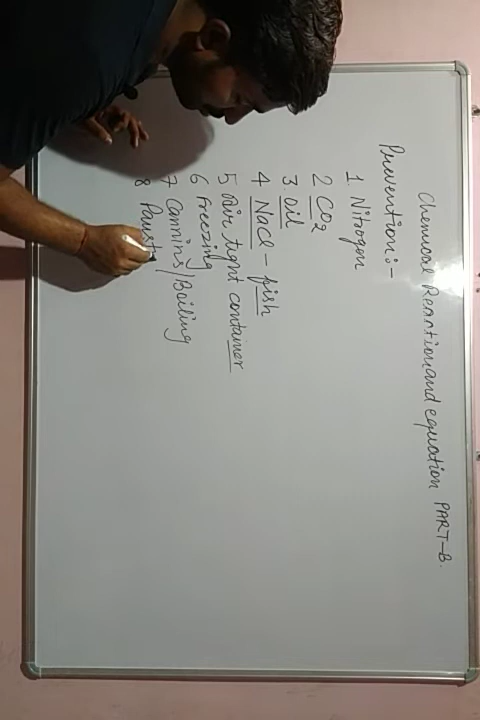 Chemical Reaction and equation PART-B.
Prevention:-
1. Nitrogen
2 CO2
3. oil
4 NaCl - fish
5 Air tight container
6 Freezing
7 Canning/Boiling
8